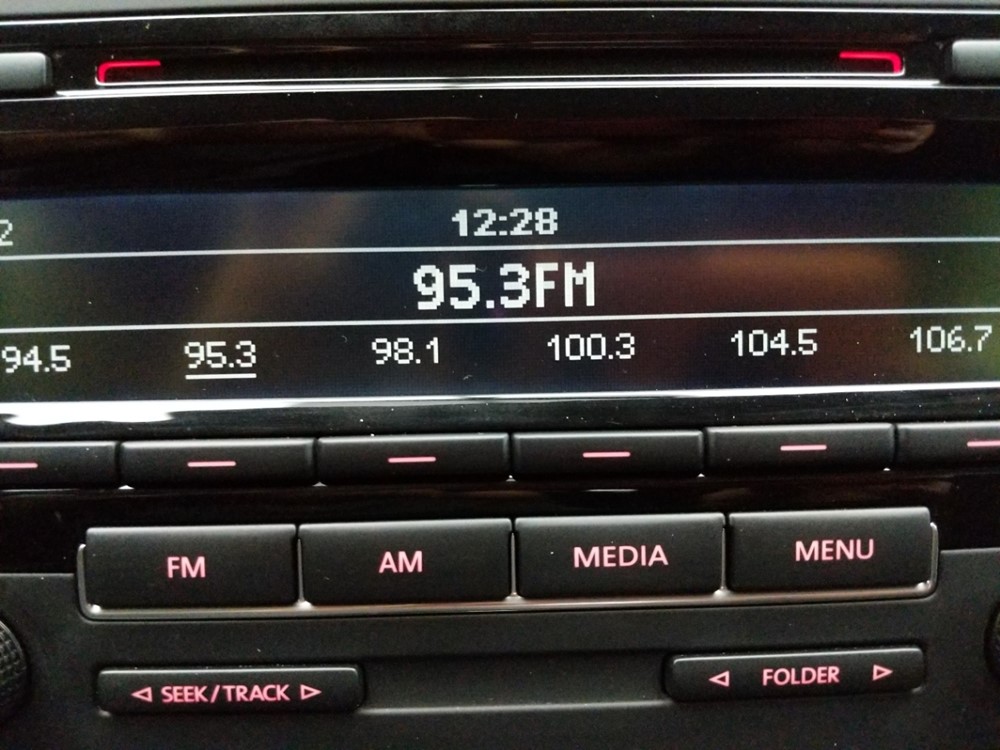 2 12:28
95.3FM
94.5 95.3 98.1 100.3 104.5 106.7
FM AM MEDIA MENU
◁ SEEK/TRACK ▷ ◁ FOLDER ▷